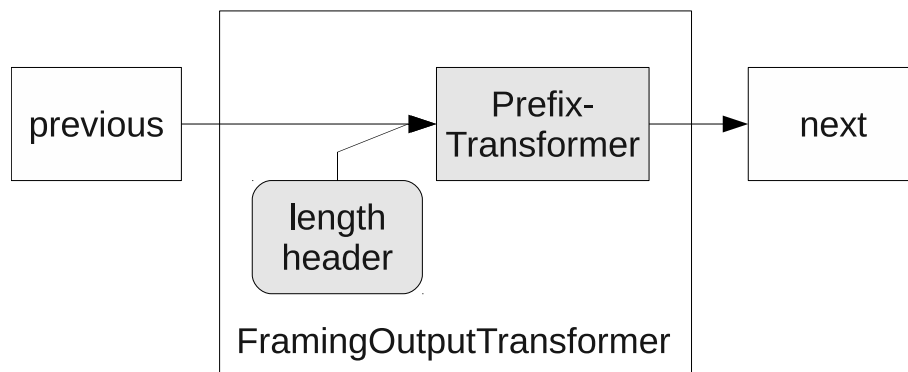 previous
Prefix-
Transformer
next
length
header
FramingOutputTransformer